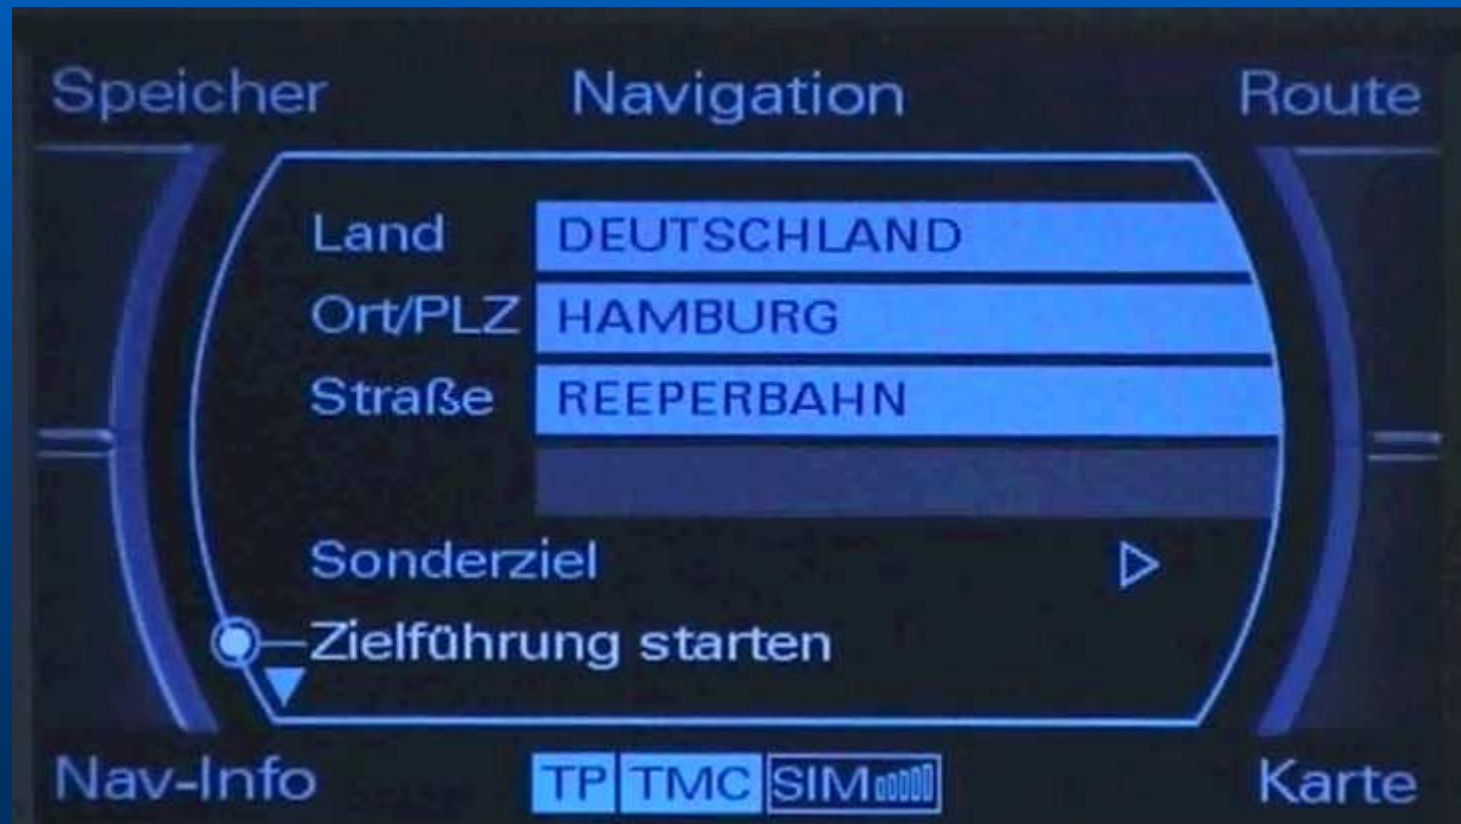 Speicher Navigation Route
Land DEUTSCHLAND
Ort/PLZ HAMBURG
Straße REEPERBAHN
Sonderziel
Zielführung starten
Nav-Info TP TMC SIM Karte